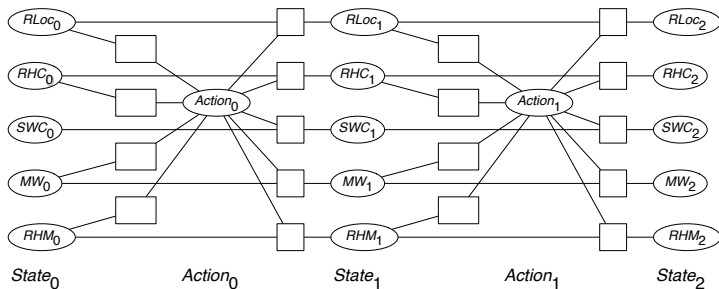 RLoc0 RLoc1 RLoc2
RHC0 RHC1 RHC2
Action0 Action1
SWC0 SWC1 SWC2
MW0 MW1 MW2
RHM0 RHM1 RHM2
State0 Action0 State1 Action1 State2